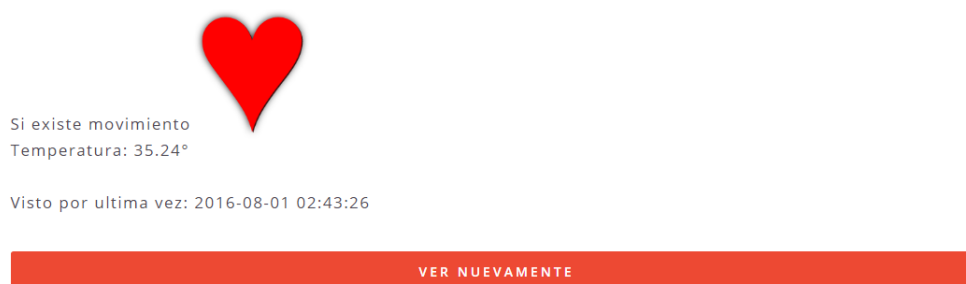 Si existe movimiento
Temperatura: 35.24°
Visto por ultima vez: 2016-08-01 02:43:26
VER NUEVAMENTE